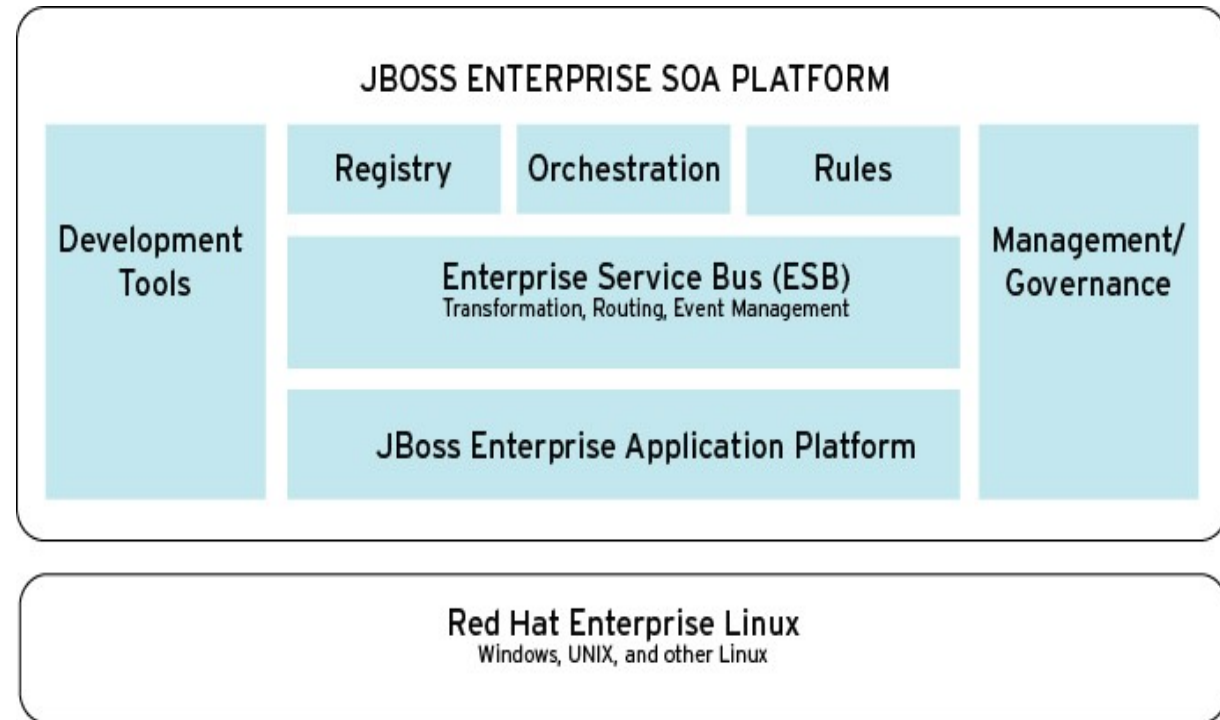 JBOSS ENTERPRISE SOA PLATFORM
Development
Tools
Registry
Orchestration
Rules
Enterprise Service Bus (ESB)
Transformation, Routing, Event Management
JBoss Enterprise Application Platform
Management/
Governance
Red Hat Enterprise Linux
Windows, UNIX, and other Linux